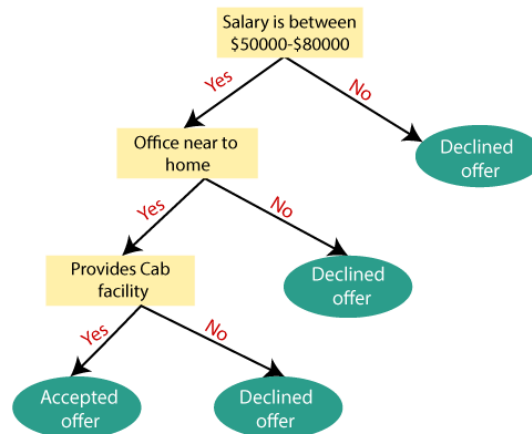 Salary is between
$50000-$80000
Yes
No
Office near to
home
Declined
offer
Yes
No
Provides Cab
facility
Declined
offer
Yes
No
Accepted
offer
Declined
offer